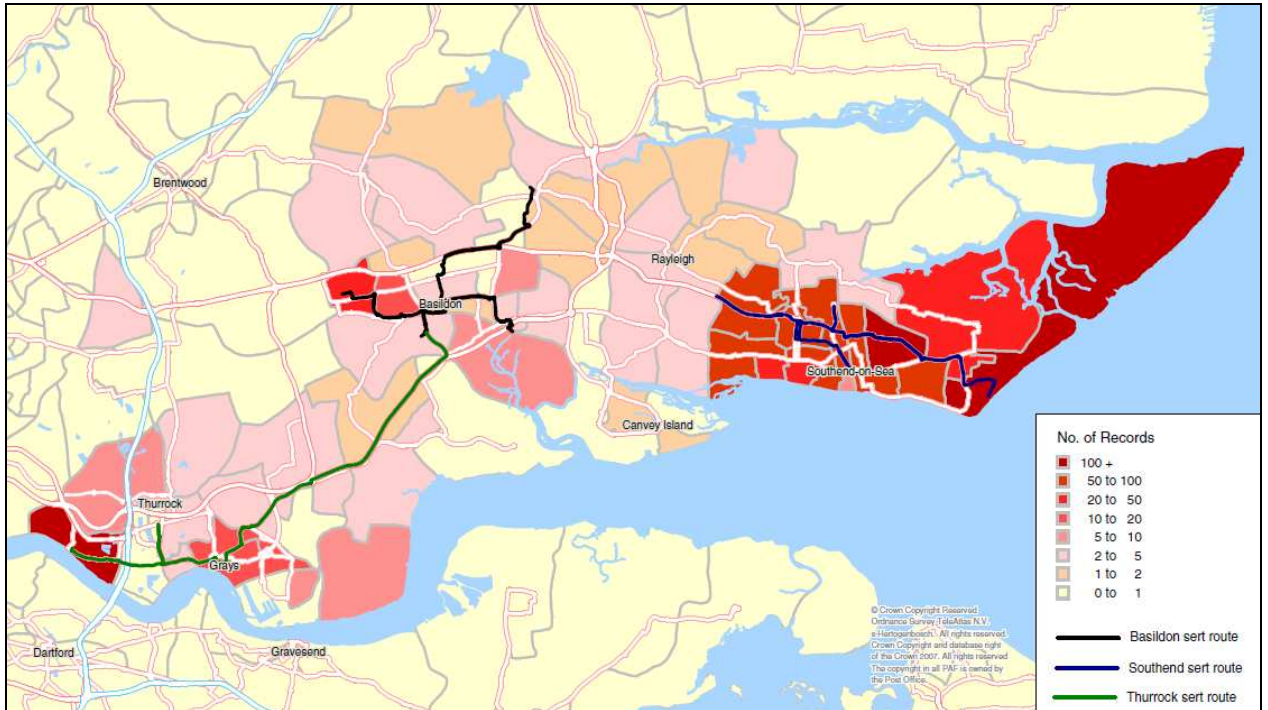 Brentwood
Rayleigh
Basildon
Southend-on-Sea
Canvey Island
Thurrock
Grays
Dartford
Gravesend
No. of Records
100 +
50 to 100
20 to 50
10 to 20
5 to 10
2 to 5
1 to 2
0 to 1
© Crown Copyright Reserved
Ordnance Survey TeleAtlas N.V.
s-Hertogenbosch. All rights reserved.
Crown Copyright and database right
of the Crown 2007. All rights reserved
The copyright in all PAF is owned by
the Post Office.
Basildon sert route
Southend sert route
Thurrock sert route